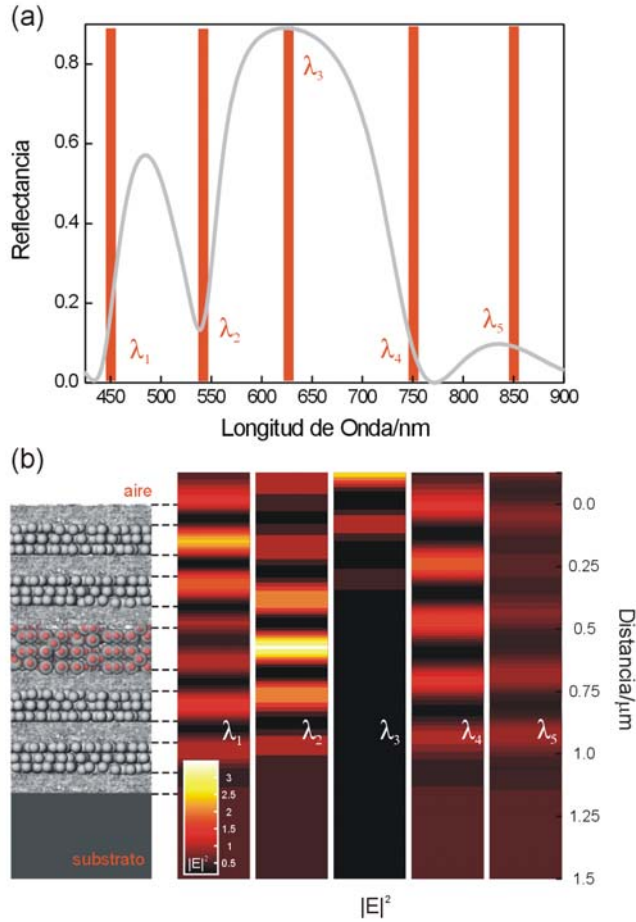 (a)
Reflectancia
0.8
0.6
0.4
0.2
0.0
λ3
λ1
λ2
λ4
λ5
450 500 550 600 650 700 750 800 850 900
Longitud de Onda/nm
(b)
aire
substrato
λ1 λ2 λ3 λ4 λ5
3
2.5
2
1.5
1
0.5
|E|²
0.0
0.25
0.5
0.75
1.0
1.25
1.5
Distancia/μm
|E|²